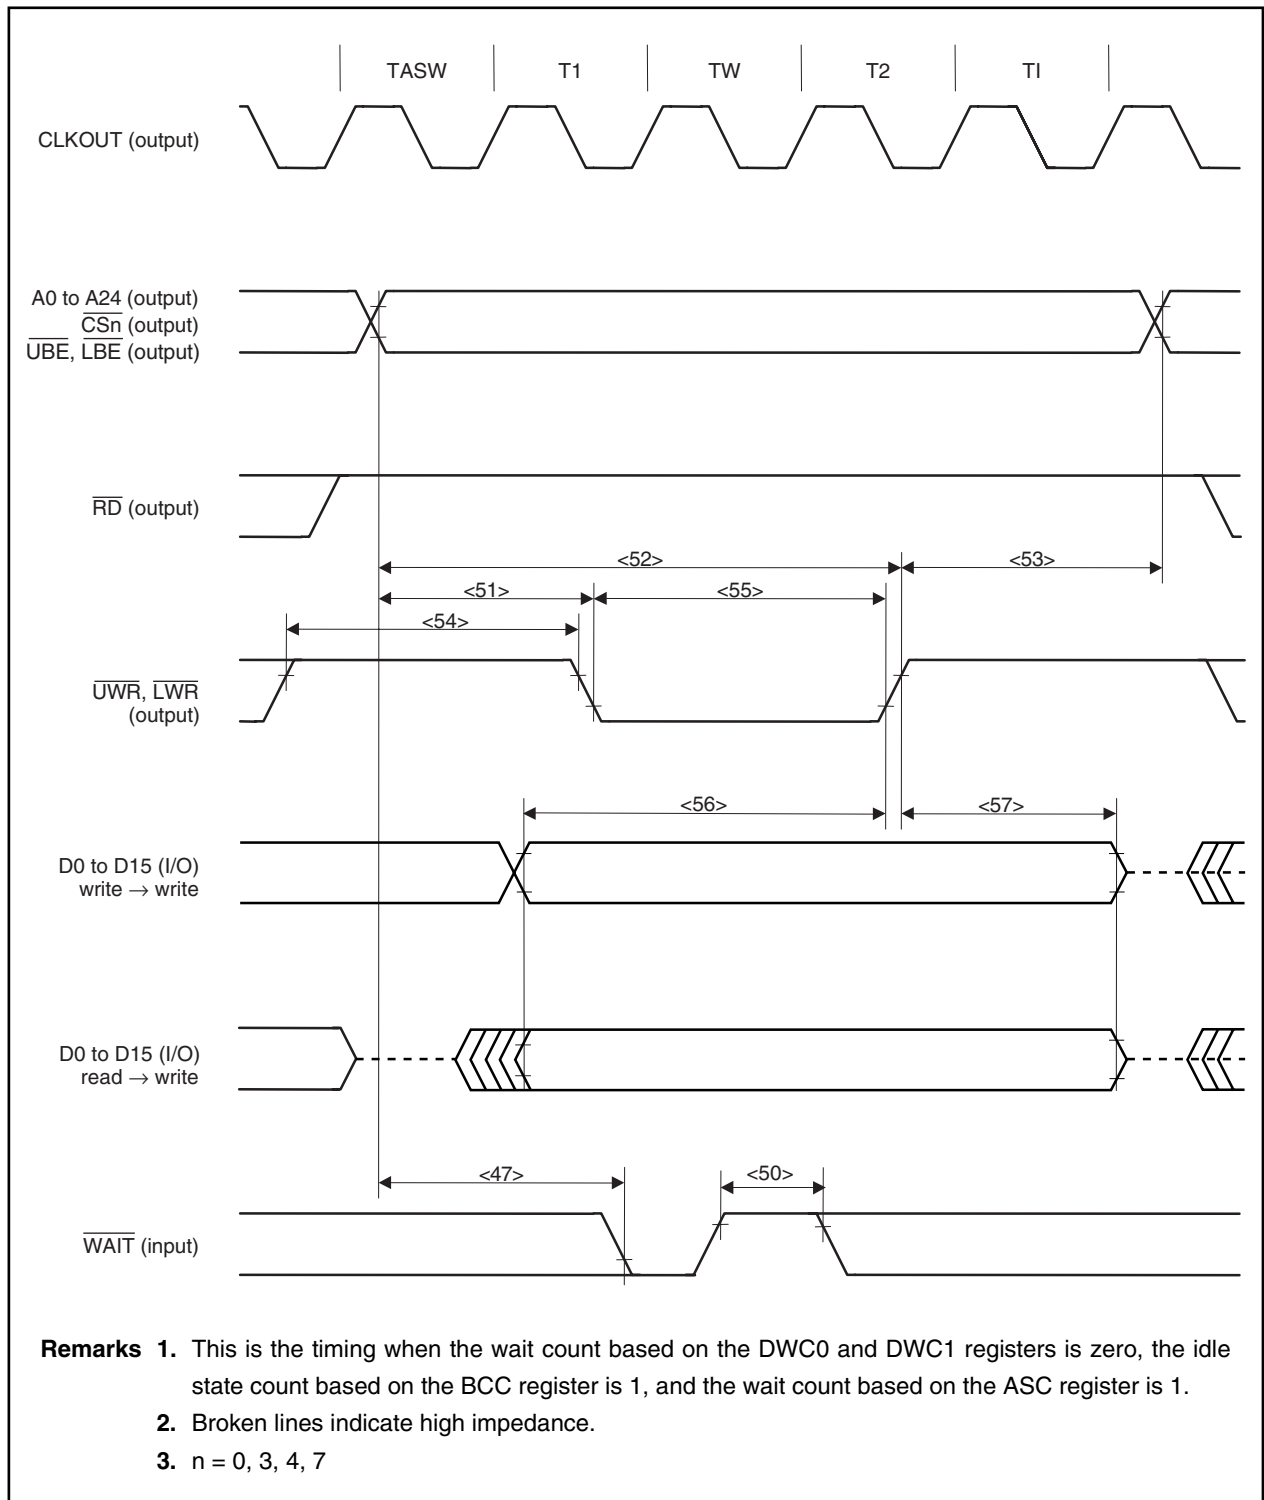 TASW T1 TW T2 TI
CLKOUT (output)
A0 to A24 (output)
CSn (output)
UBE, LBE (output)
RD (output)
<52> <53>
<51> <55>
<54>
UWR, LWR
(output)
<56> <57>
D0 to D15 (I/O)
write → write
D0 to D15 (I/O)
read → write
<47> <50>
WAIT (input)
Remarks 1. This is the timing when the wait count based on the DWC0 and DWC1 registers is zero, the idle
state count based on the BCC register is 1, and the wait count based on the ASC register is 1.
2. Broken lines indicate high impedance.
3. n = 0, 3, 4, 7